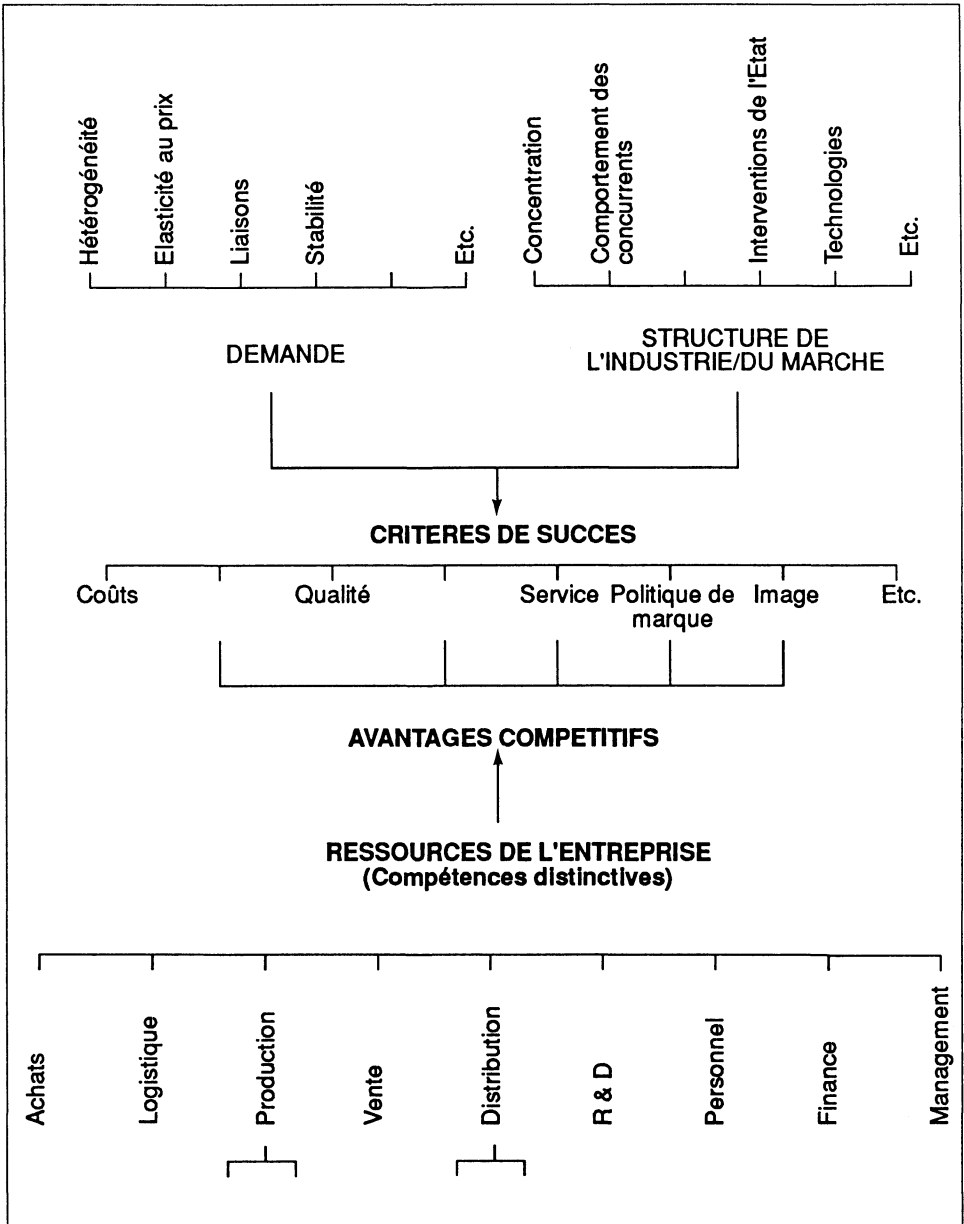 Hétérogénéité
Elasticité au prix
Liaisons
Stabilité
Etc.
Concentration
Comportement des
concurrents
Interventions de l'Etat
Technologies
Etc.
DEMANDE
STRUCTURE DE
L'INDUSTRIE/DU MARCHE
CRITERES DE SUCCES
Coûts
Qualité
Service
Politique de
marque
Image
Etc.
AVANTAGES COMPETITIFS
RESSOURCES DE L'ENTREPRISE
(Compétences distinctives)
Achats
Logistique
Production
Vente
Distribution
R & D
Personnel
Finance
Management